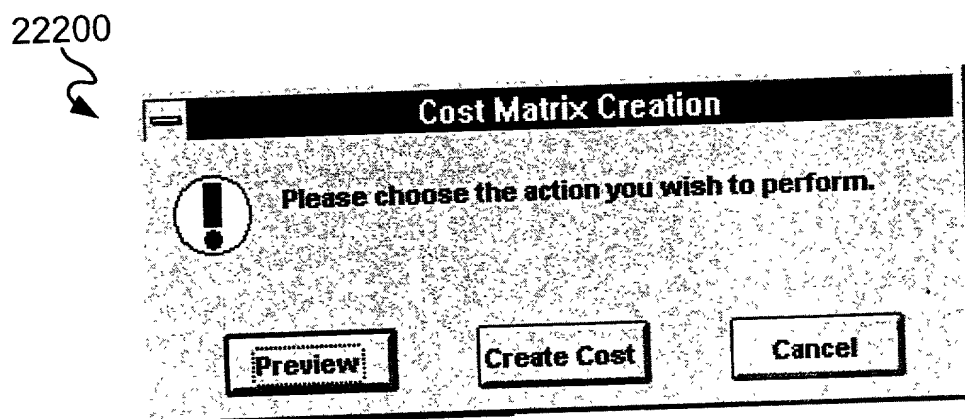 22200
Cost Matrix Creation
Please choose the action you wish to perform.
Preview Create Cost Cancel